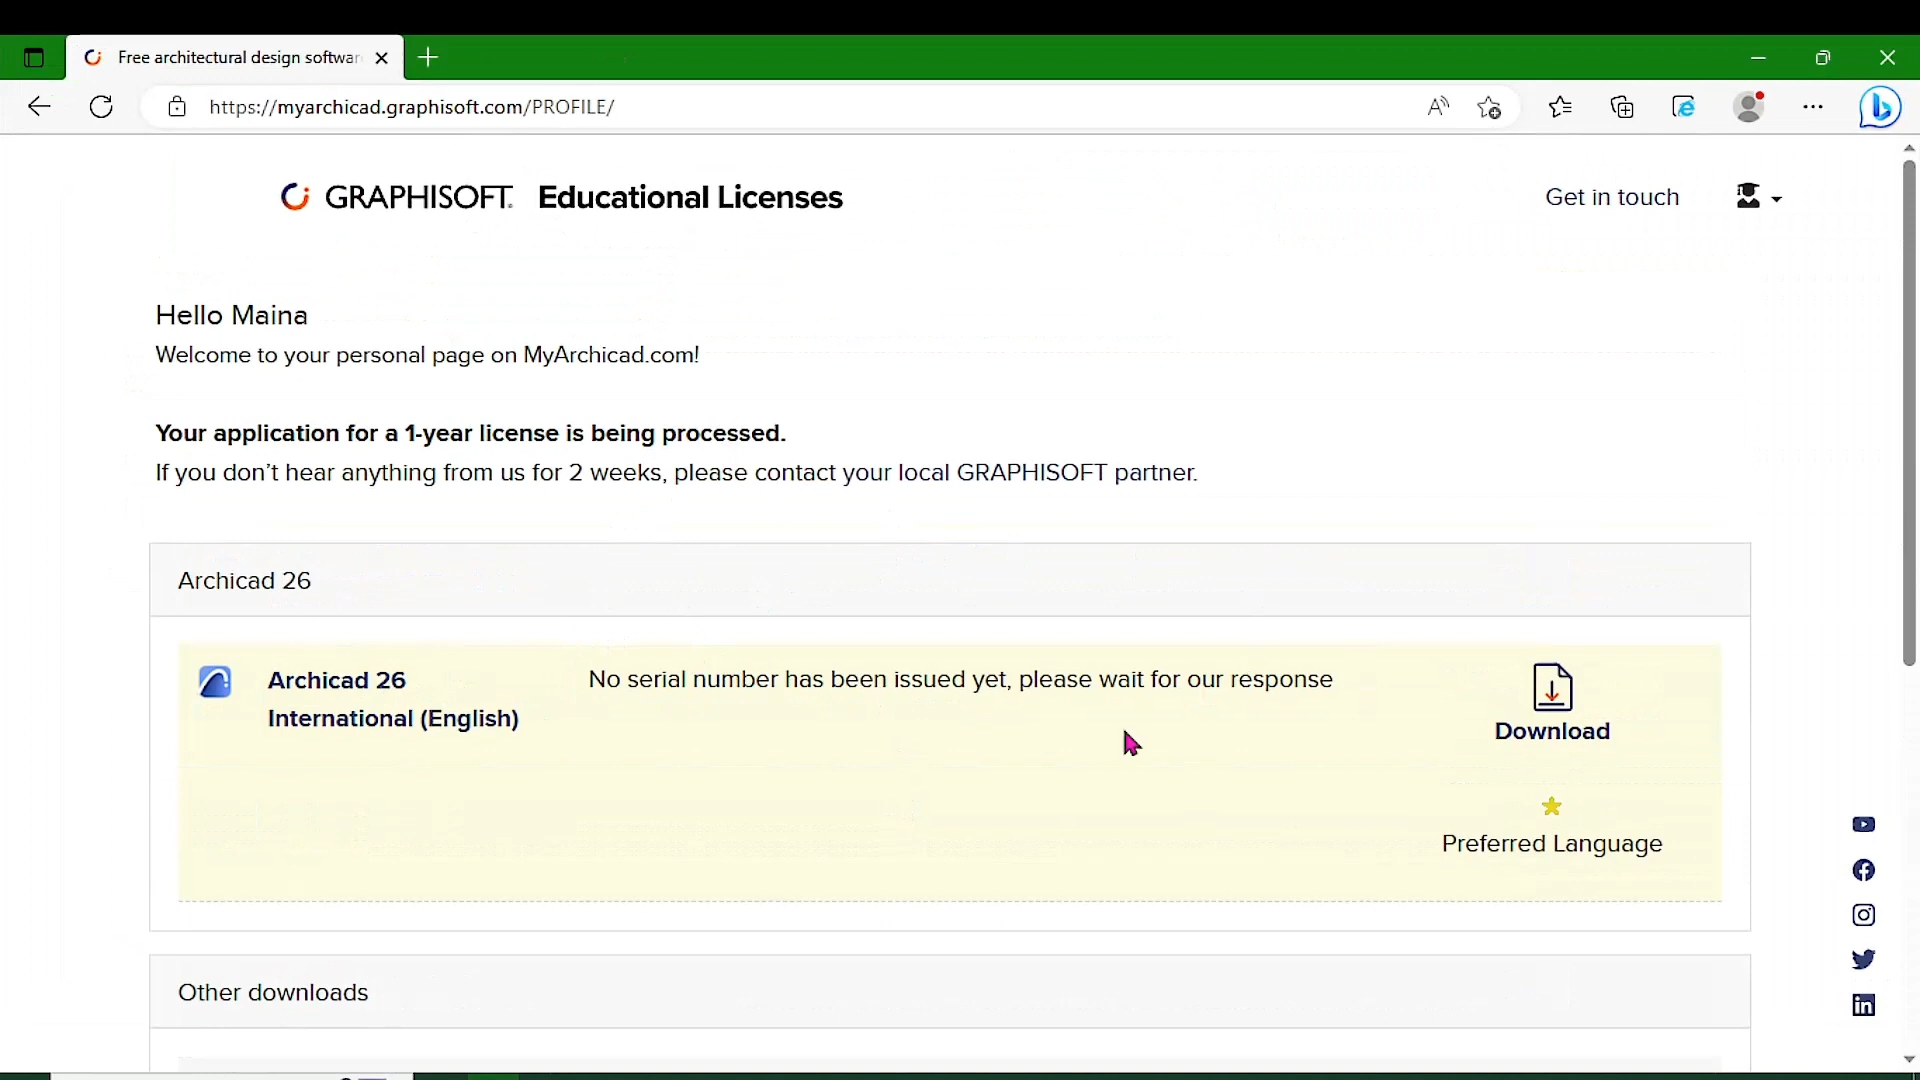 Free architectural design softwar
https://myarchicad.graphisoft.com/PROFILE/
GRAPHISOFT. Educational Licenses
Get in touch
Hello Maina
Welcome to your personal page on MyArchicad.com!
Your application for a 1-year license is being processed.
If you don’t hear anything from us for 2 weeks, please contact your local GRAPHISOFT partner.
Archicad 26
Archicad 26
International (English)
No serial number has been issued yet, please wait for our response
Download
Preferred Language
Other downloads